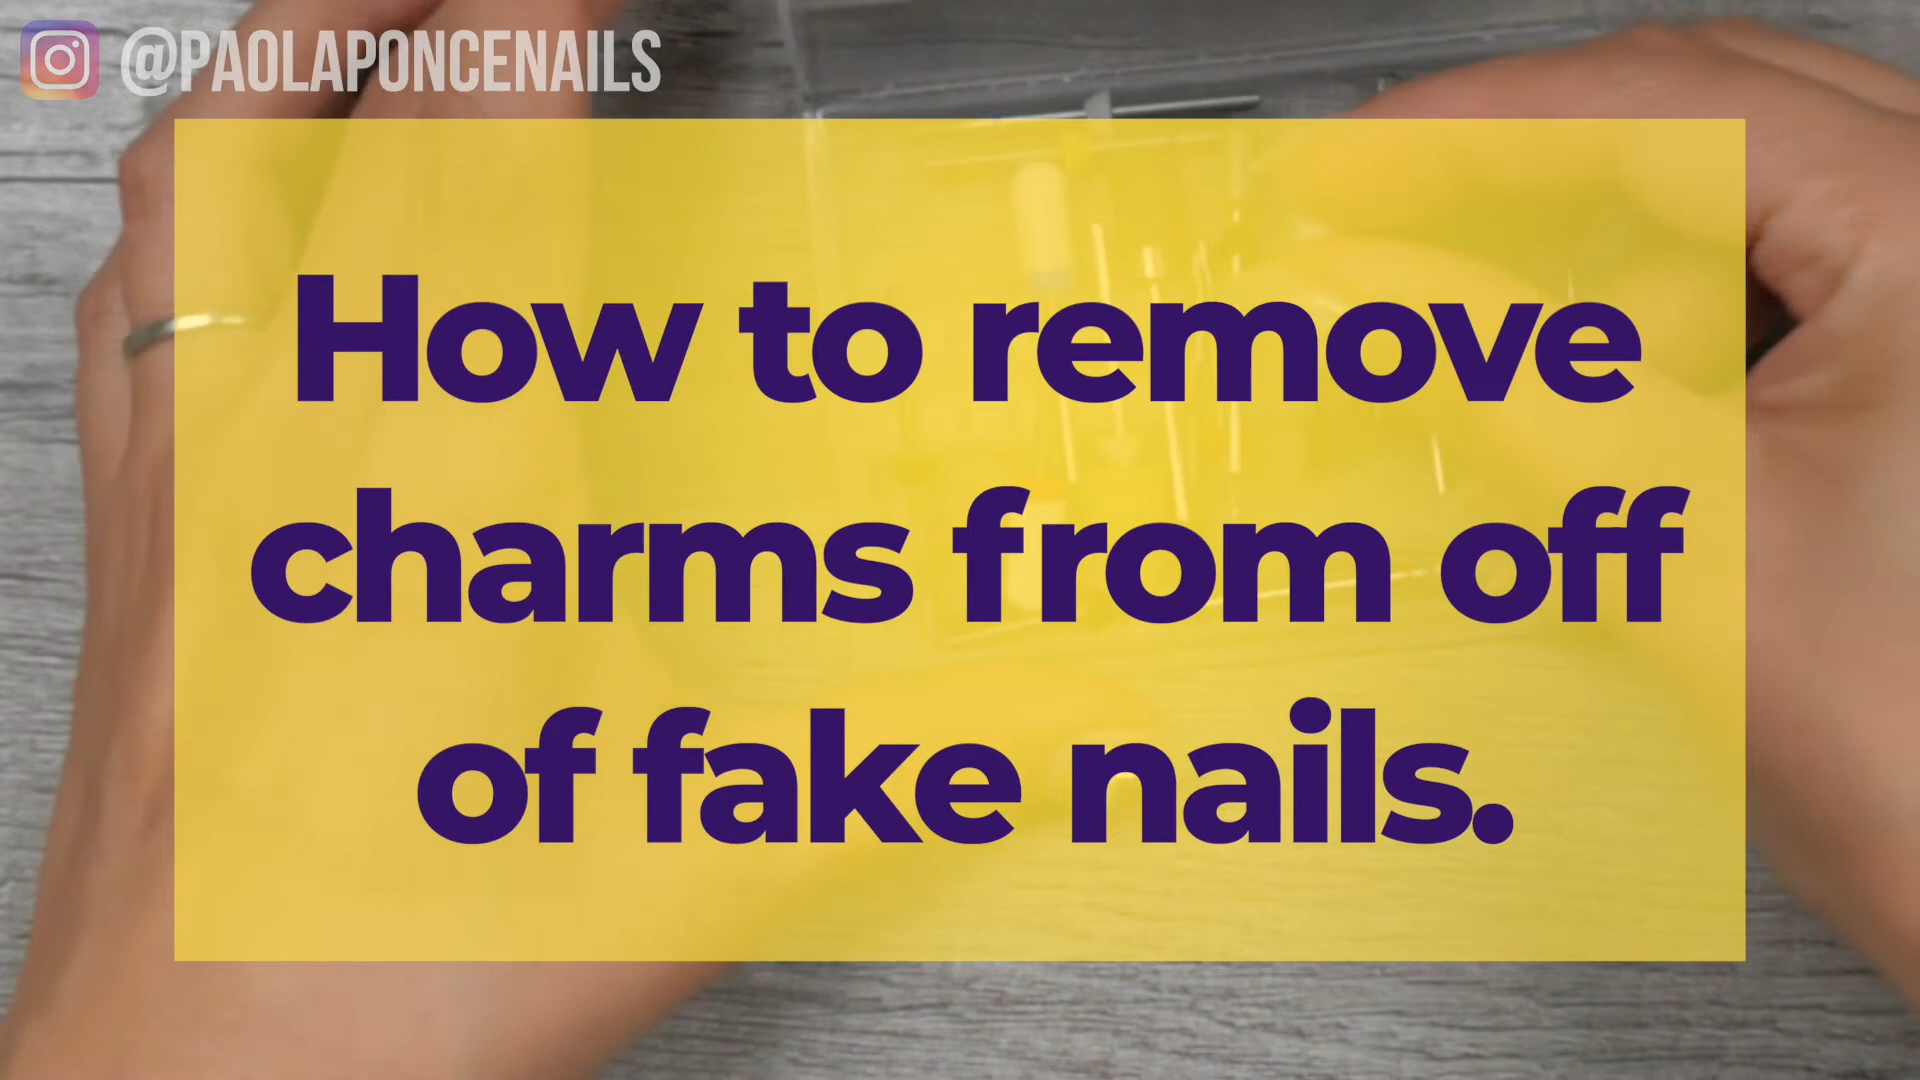 @PAOLAPONCENAILS
How to remove
charms from off
of fake nails.